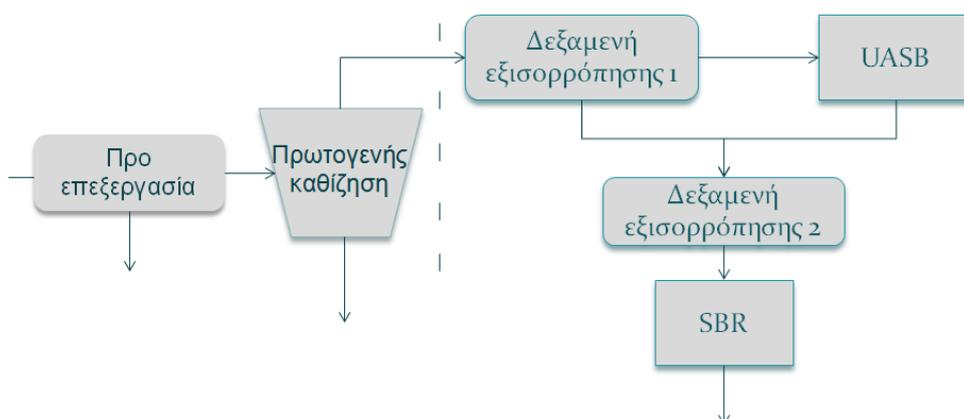 Προ
επεξεργασία
Πρωτογενής
καθίζηση
Δεξαμενή
εξισορρόπησης 1
UASB
Δεξαμενή
εξισορρόπησης 2
SBR